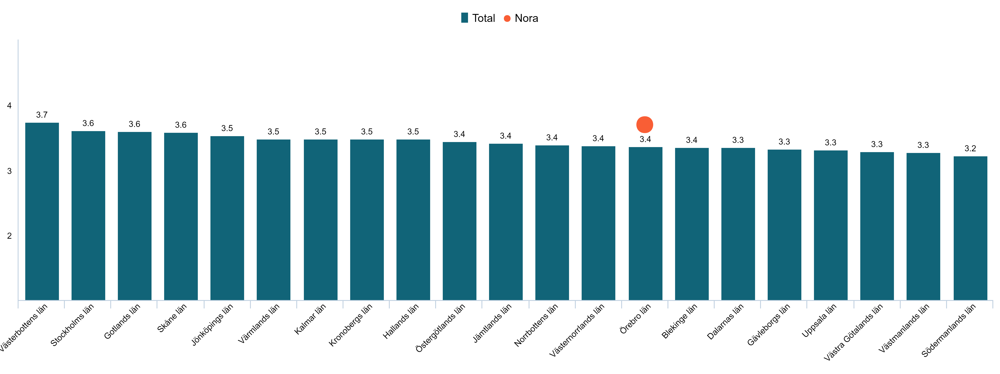 Total Nora
4
3
2
3.7
3.6
3.6
3.6
3.5
3.5
3.5
3.5
3.5
3.4
3.4
3.4
3.4
3.4
3.4
3.3
3.3
3.3
3.3
3.3
3.2
Västerbottens län
Stockholms län
Gotlands län
Skåne län
Jönköpings län
Värmlands län
Kalmar län
Kronobergs län
Hallands län
Östergötlands län
Jämtlands län
Norrbottens län
Västernorrlands län
Örebro län
Blekinge län
Dalarnas län
Gävleborgs län
Uppsala län
Västra Götalands län
Västmanlands län
Södermanlands län